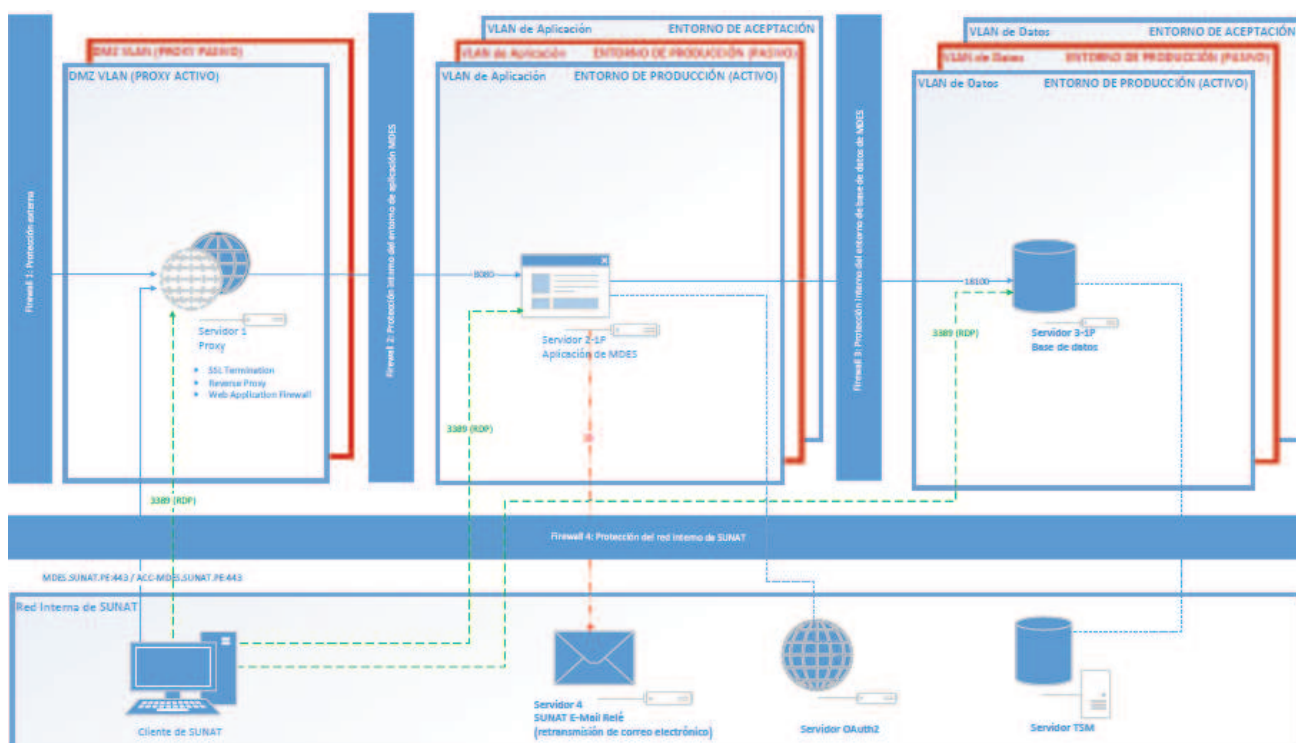 VLAN de Aplicación ENTORNO DE ACEPTACIÓN
VLAN de Datos ENTORNO DE ACEPTACIÓN
DMZ VLAN (PROXY PASIVO)
VLAN de Aplicación ENTORNO DE PRODUCCIÓN (PASIVO)
VLAN de Datos ENTORNO DE PRODUCCIÓN (PASIVO)
DMZ VLAN (PROXY ACTIVO)
VLAN de Aplicación ENTORNO DE PRODUCCIÓN (ACTIVO)
VLAN de Datos ENTORNO DE PRODUCCIÓN (ACTIVO)
Firewall 1: Protección externa
Firewall 2: Protección interno del entorno de aplicación MDES
Firewall 3: Protección interno del entorno de base de datos de MDES
8080
18100
Servidor 1
Proxy
SSL Termination
Reverse Proxy
Web Application Firewall
Servidor 2-1P
Aplicación de MDES
3389 (RDP)
Servidor 3-1P
Base de datos
3389 (RDP)
3389 (RDP)
Firewall 4: Protección del red interno de SUNAT
MDES.SUNAT.PE:443 / ACC-MDES.SUNAT.PE:443
Red Interna de SUNAT
Cliente de SUNAT
Servidor 4
SUNAT E-Mail Relé
(retransmisión de correo electrónico)
Servidor OAuth2
Servidor TSM